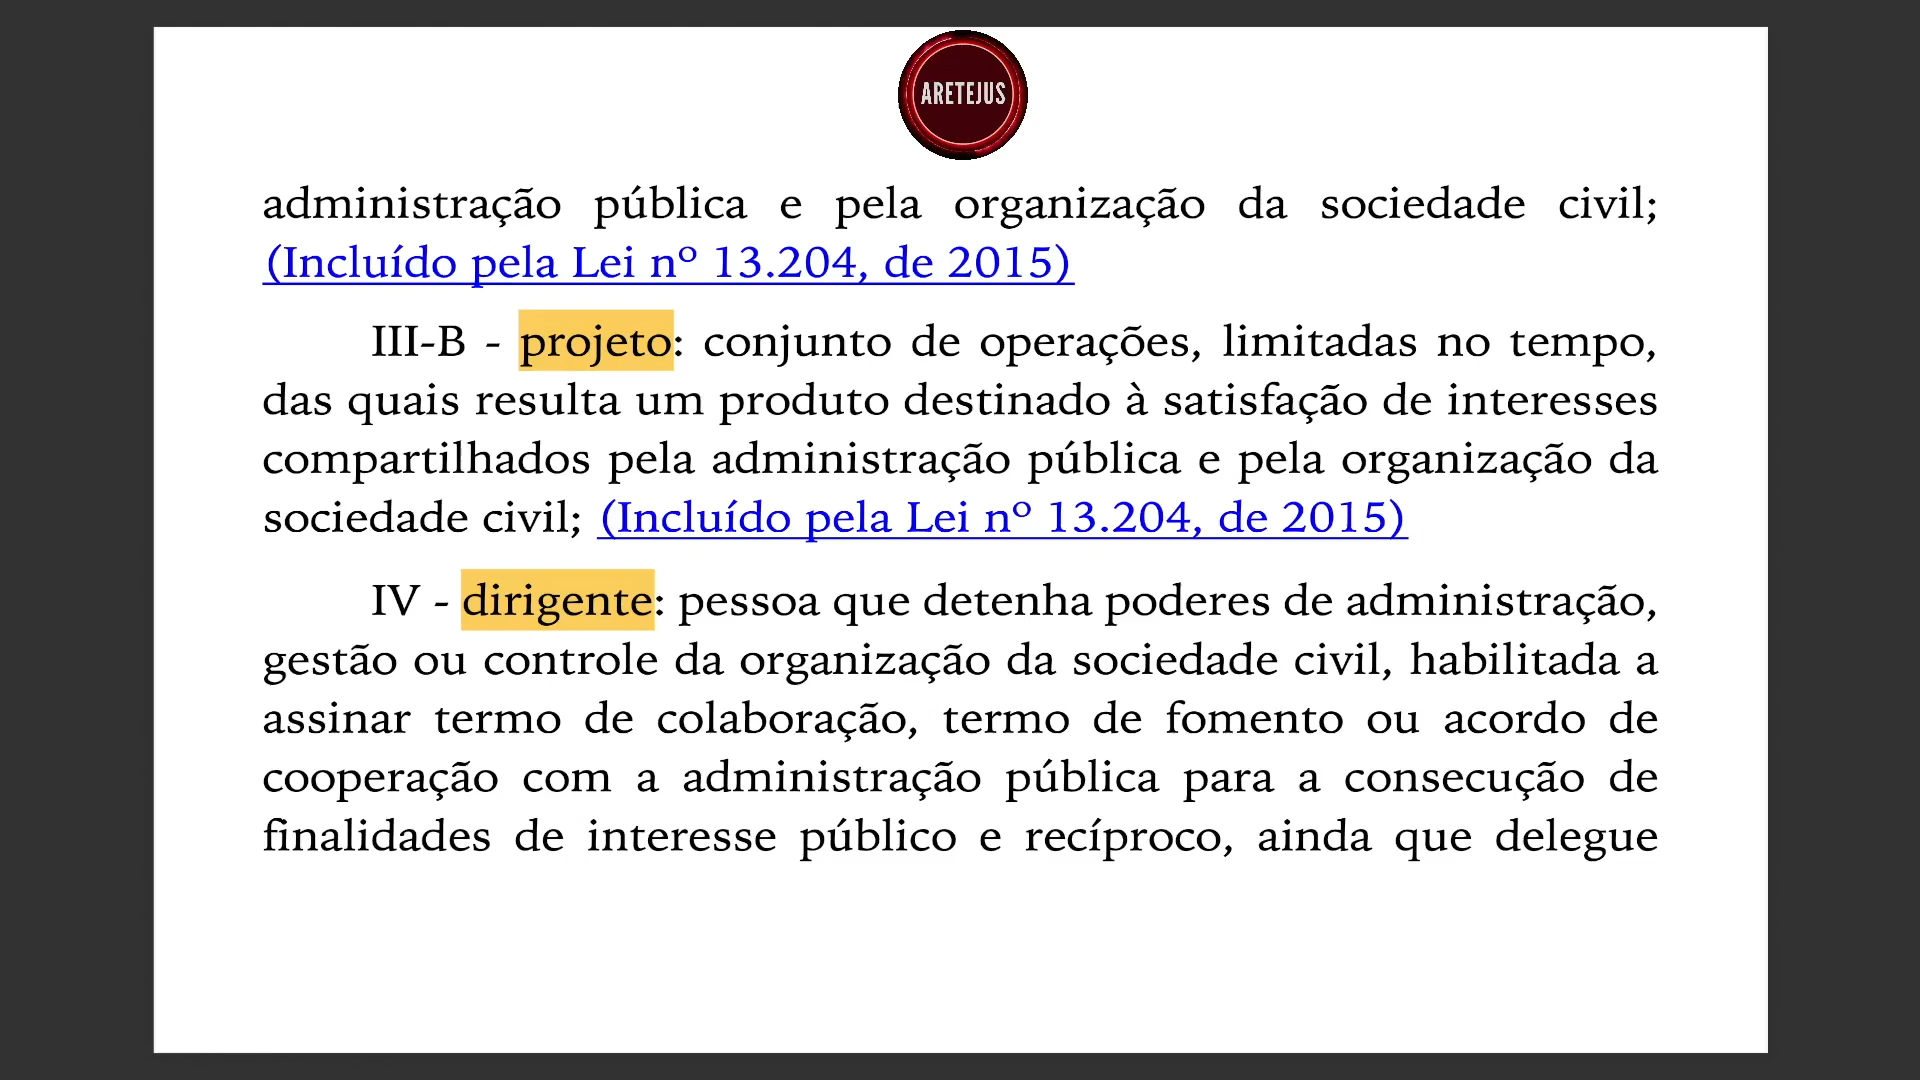 ARETEJUS
administração pública e pela organização da sociedade civil;
(Incluído pela Lei nº 13.204, de 2015)
III-B - projeto: conjunto de operações, limitadas no tempo,
das quais resulta um produto destinado à satisfação de interesses
compartilhados pela administração pública e pela organização da
sociedade civil; (Incluído pela Lei nº 13.204, de 2015)
IV - dirigente: pessoa que detenha poderes de administração,
gestão ou controle da organização da sociedade civil, habilitada a
assinar termo de colaboração, termo de fomento ou acordo de
cooperação com a administração pública para a consecução de
finalidades de interesse público e recíproco, ainda que delegue